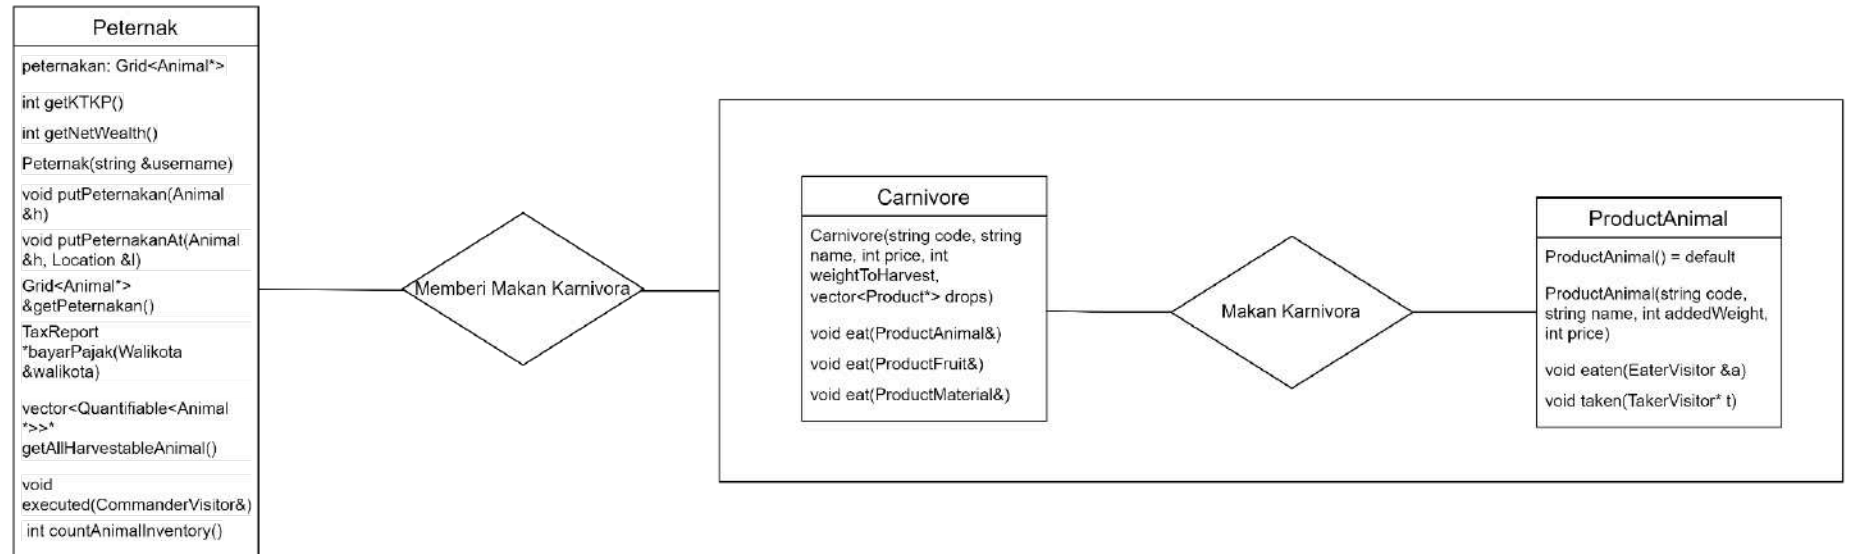 Peternak
peternakan: Grid<Animal*>
int getKTKP()
int getNetWealth()
Peternak(string &username)
void putPeternakan(Animal
&h)
void putPeternakanAt(Animal
&h, Location &l)
Grid<Animal*>
&getPeternakan()
TaxReport
*bayarPajak(Walikota
&walikota)
vector<Quantifiable<Animal
*>>*
getAllHarvestableAnimal()
void
executed(CommanderVisitor&)
int countAnimalInventory()
Memberi Makan Karnivora
Carnivore
Carnivore(string code, string
name, int price, int
weightToHarvest,
vector<Product*> drops)
void eat(ProductAnimal&)
void eat(ProductFruit&)
void eat(ProductMaterial&)
Makan Karnivora
ProductAnimal
ProductAnimal() = default
ProductAnimal(string code,
string name, int addedWeight,
int price)
void eaten(EaterVisitor &a)
void taken(TakerVisitor* t)